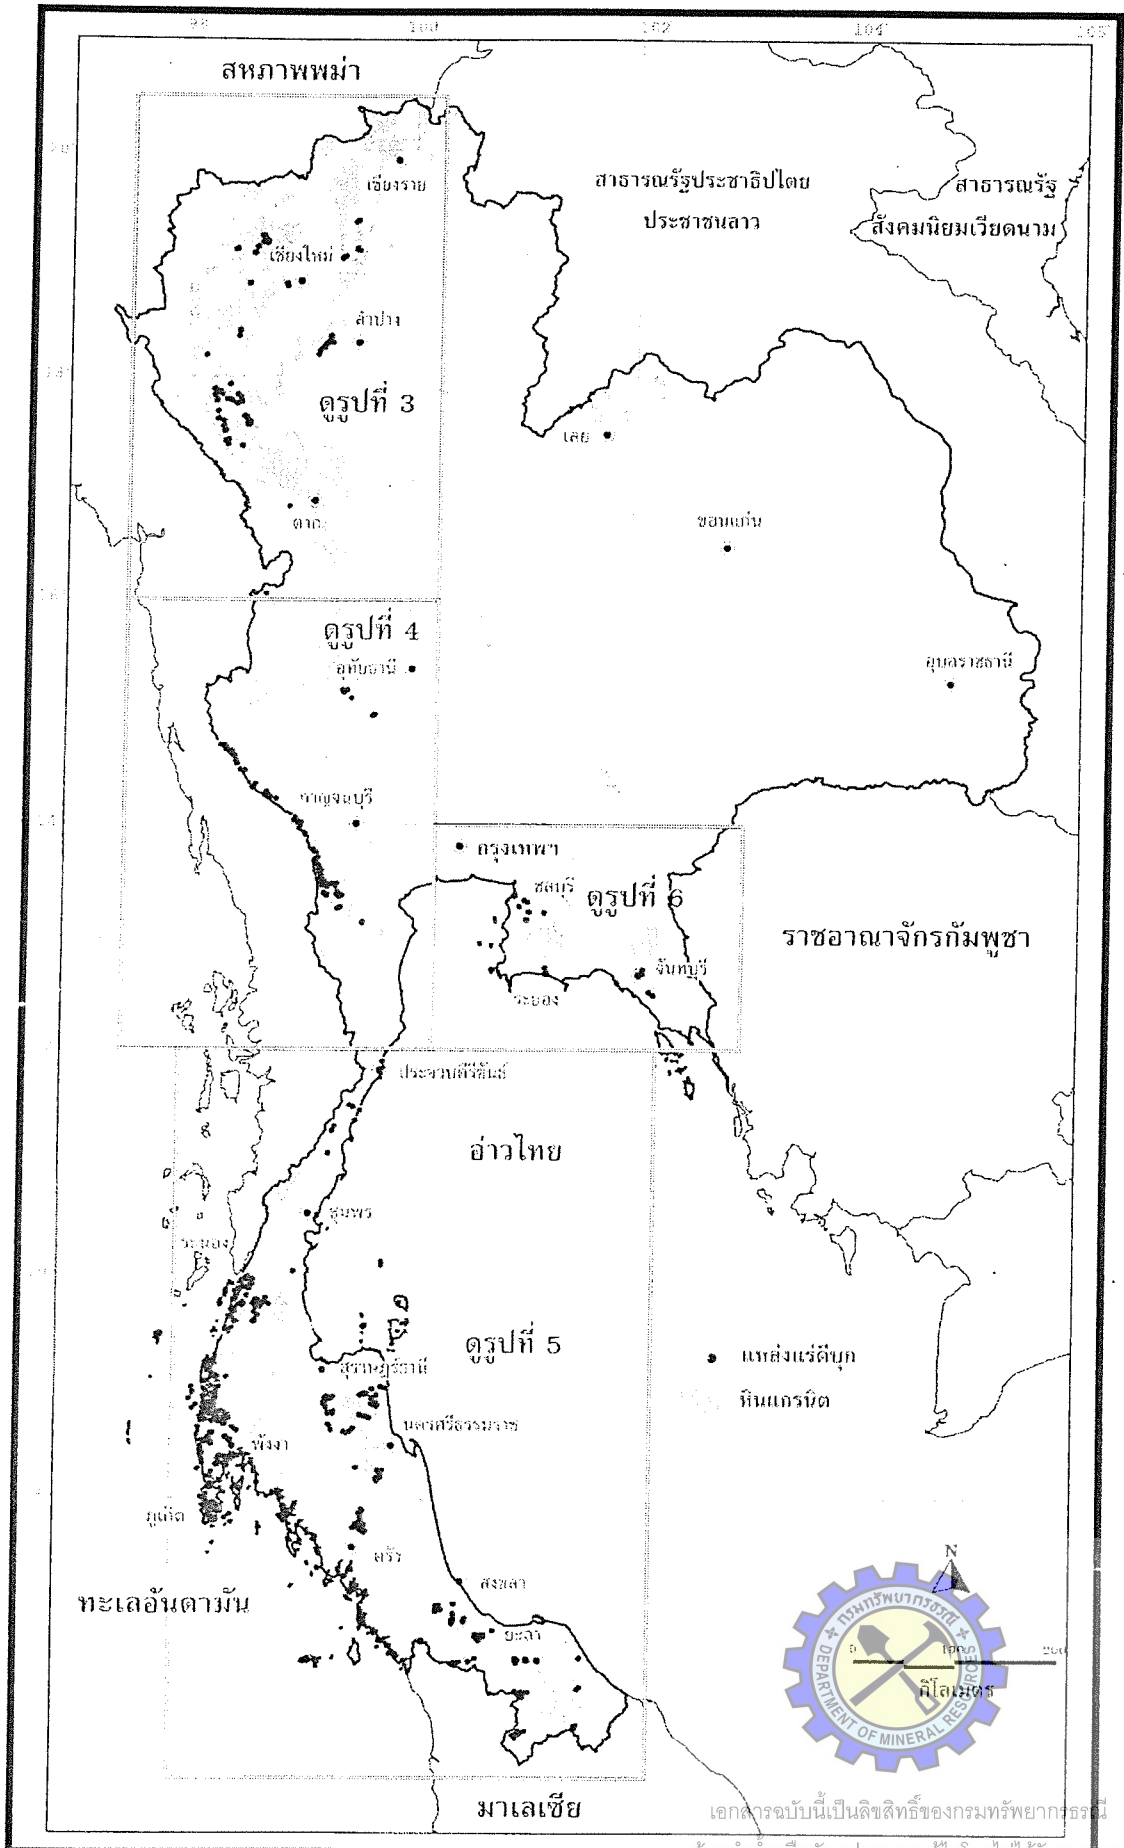 98 100 102 104
สหภาพพม่า
สาธารณรัฐประชาธิปไตย
ประชาชนลาว
สาธารณรัฐ
สังคมนิยมเวียดนาม
เชียงราย
เชียงใหม่
ลำปาง
ดูรูปที่ 3
เลย
ตาก
ขอนแก่น
ดูรูปที่ 4
อุทัยธานี
อุบลราชธานี
กาญจนบุรี
กรุงเทพฯ
ชลบุรี
ดูรูปที่ 6
ราชอาณาจักรกัมพูชา
จันทบุรี
ระยอง
ประจวบคีรีขันธ์
อ่าวไทย
ชุมพร
ระนอง
ดูรูปที่ 5
แหล่งแร่ดีบุก
สุราษฎร์ธานี
หินแกรนิต
นครศรีธรรมราช
พังงา
ภูเก็ต
ตรัง
สงขลา
ทะเลอันดามัน
ยะลา
N
กรมทรัพยากรธรณี
DEPARTMENT OF MINERAL RESOURCES
0 100 200
กิโลเมตร
มาเลเซีย
เอกสารฉบับนี้เป็นลิขสิทธิ์ของกรมทรัพยากรธรณี